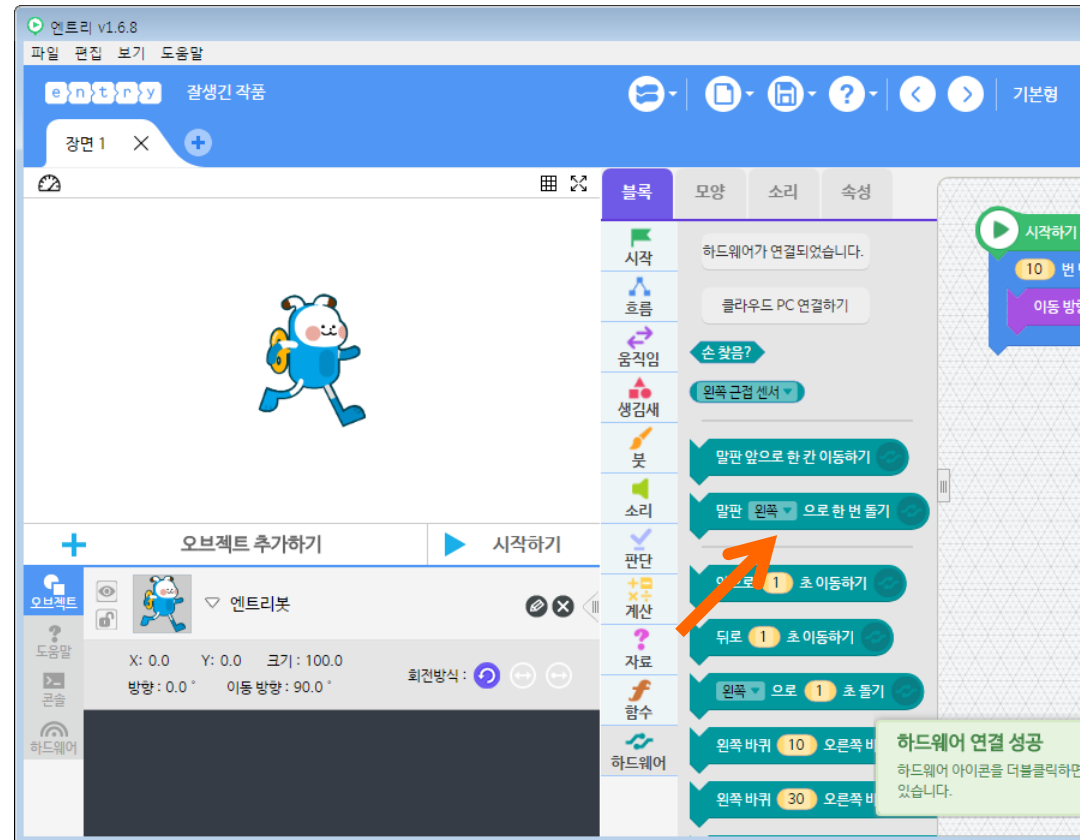 엔트리 v1.6.8
파일 편집 보기 도움말
entry 잘생긴 작품 기본형
장면 1
블록 모양 소리 속성
시작
흐름
움직임
생김새
붓
소리
판단
계산
자료
함수
하드웨어
하드웨어가 연결되었습니다.
클라우드 PC 연결하기
손 찾음?
왼쪽 근접 센서
말판 앞으로 한 칸 이동하기
말판 왼쪽 으로 한 번 돌기
1 초 이동하기
뒤로 1 초 이동하기
왼쪽 으로 1 초 돌기
왼쪽 바퀴 10 오른쪽
왼쪽 바퀴 30 오른쪽
시작하기
10 번
이동
오브젝트 추가하기 시작하기
오브젝트
도움말
콘솔
하드웨어
엔트리봇
X: 0.0 Y: 0.0 크기 : 100.0
방향 : 0.0 ˚ 이동 방향 : 90.0 ˚
회전방식 :
하드웨어 연결 성공
하드웨어 아이콘을 더블클릭하면
있습니다.